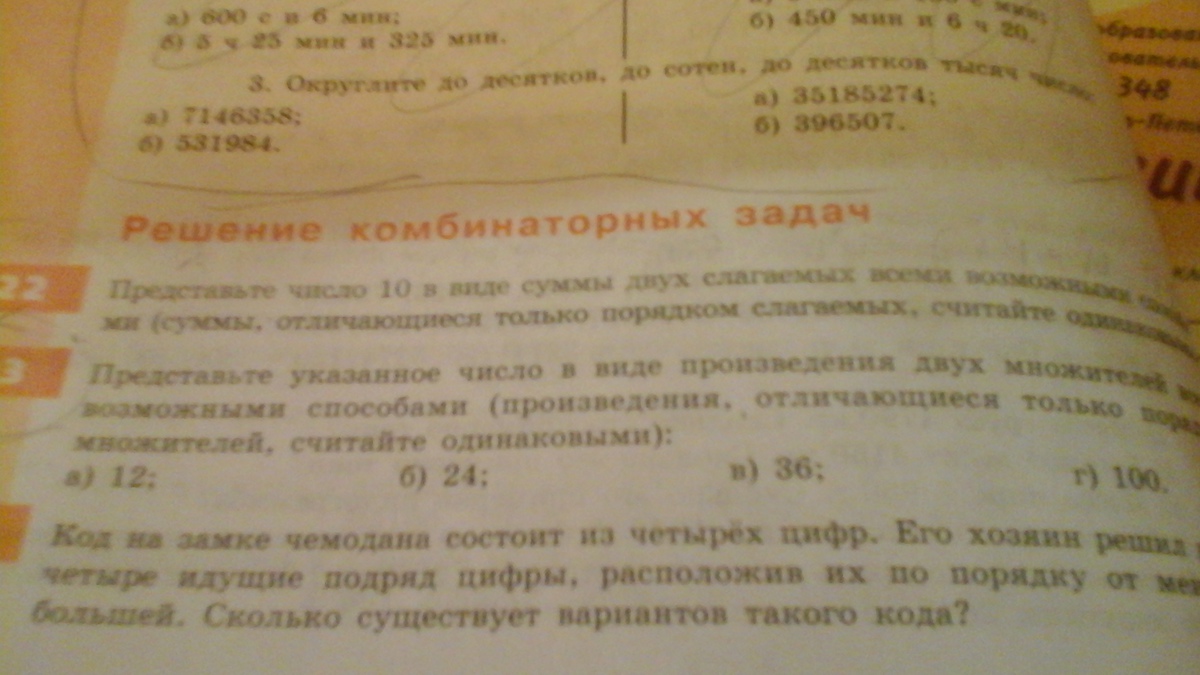 а) 600 с и 6 мин;
б) 5 ч 25 мин и 325 мин.
б) 450 мин и 6 ч 20.
3. Округлите до десятков, до сотен, до десятков тысяч число:
а) 7146358;
б) 531984.
а) 35185274;
б) 396507.
348
Решение комбинаторных задач
22
Представьте число 10 в виде суммы двух слагаемых всеми возможными
ми (суммы, отличающиеся только порядком слагаемых, считайте
3
Представьте указанное число в виде произведения двух множителей
возможными способами (произведения, отличающиеся только
множителей, считайте одинаковыми):
а) 12;
б) 24;
в) 36;
г) 100.
Код на замке чемодана состоит из четырёх цифр. Его хозяин решил
четыре идущие подряд цифры, расположив их по порядку от
большей. Сколько существует вариантов такого кода?